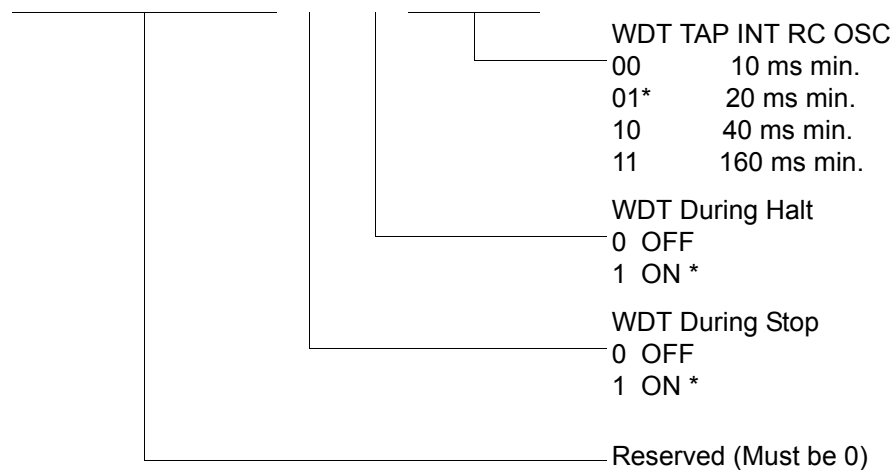 WDT TAP INT RC OSC
00 10 ms min.
01* 20 ms min.
10 40 ms min.
11 160 ms min.
WDT During Halt
0 OFF
1 ON *
WDT During Stop
0 OFF
1 ON *
Reserved (Must be 0)